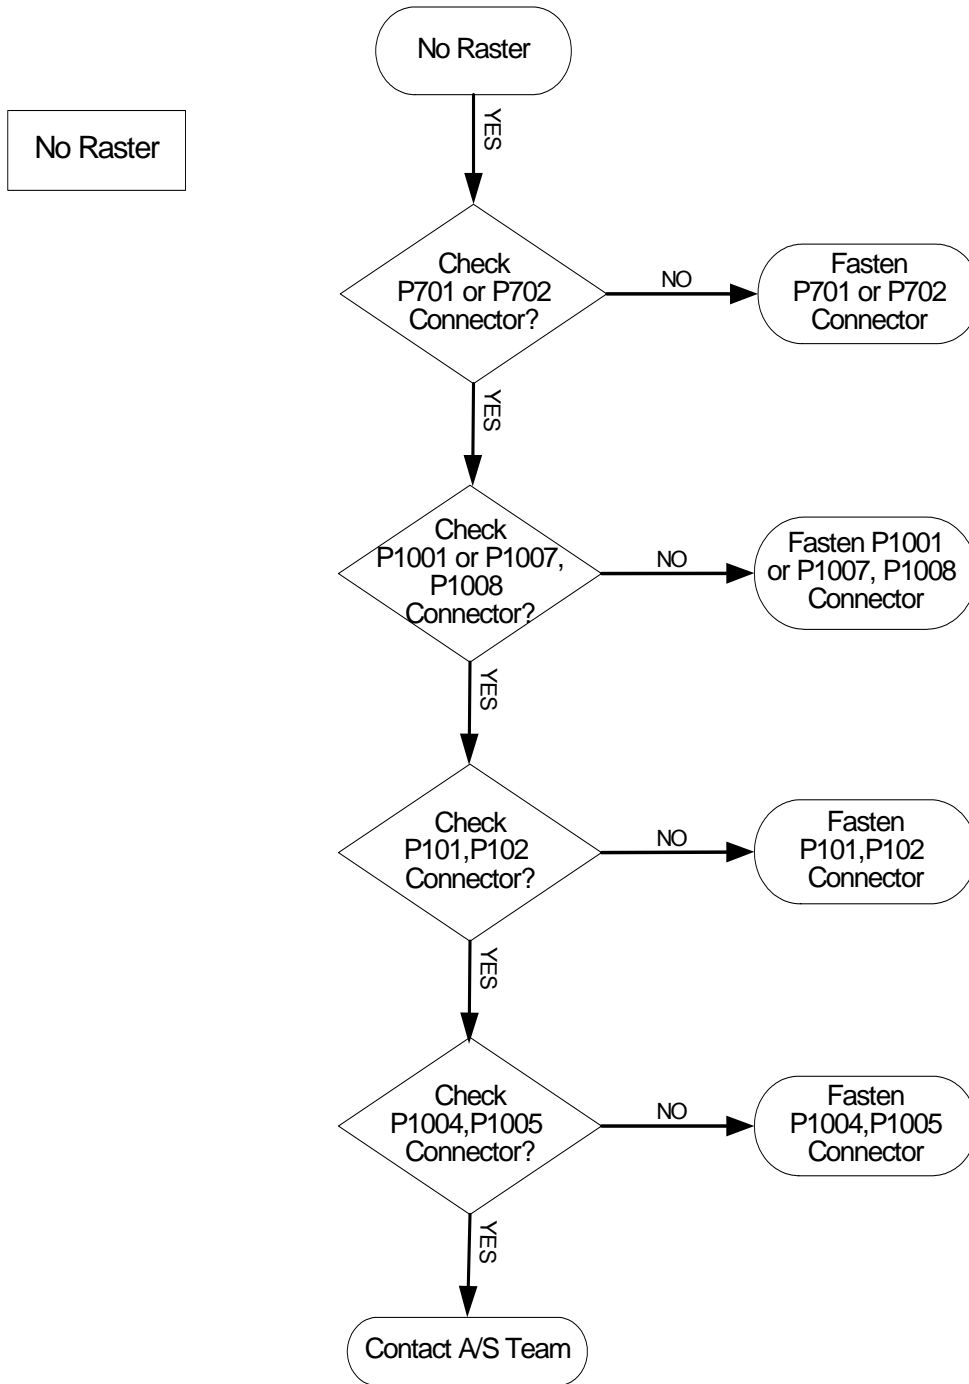 No Raster
YES
No Raster
Check
P701 or P702
Connector?
NO
Fasten
P701 or P702
Connector
YES
Check
P1001 or P1007,
P1008
Connector?
NO
Fasten P1001
or P1007, P1008
Connector
YES
Check
P101,P102
Connector?
NO
Fasten
P101,P102
Connector
YES
Check
P1004,P1005
Connector?
NO
Fasten
P1004,P1005
Connector
YES
Contact A/S Team